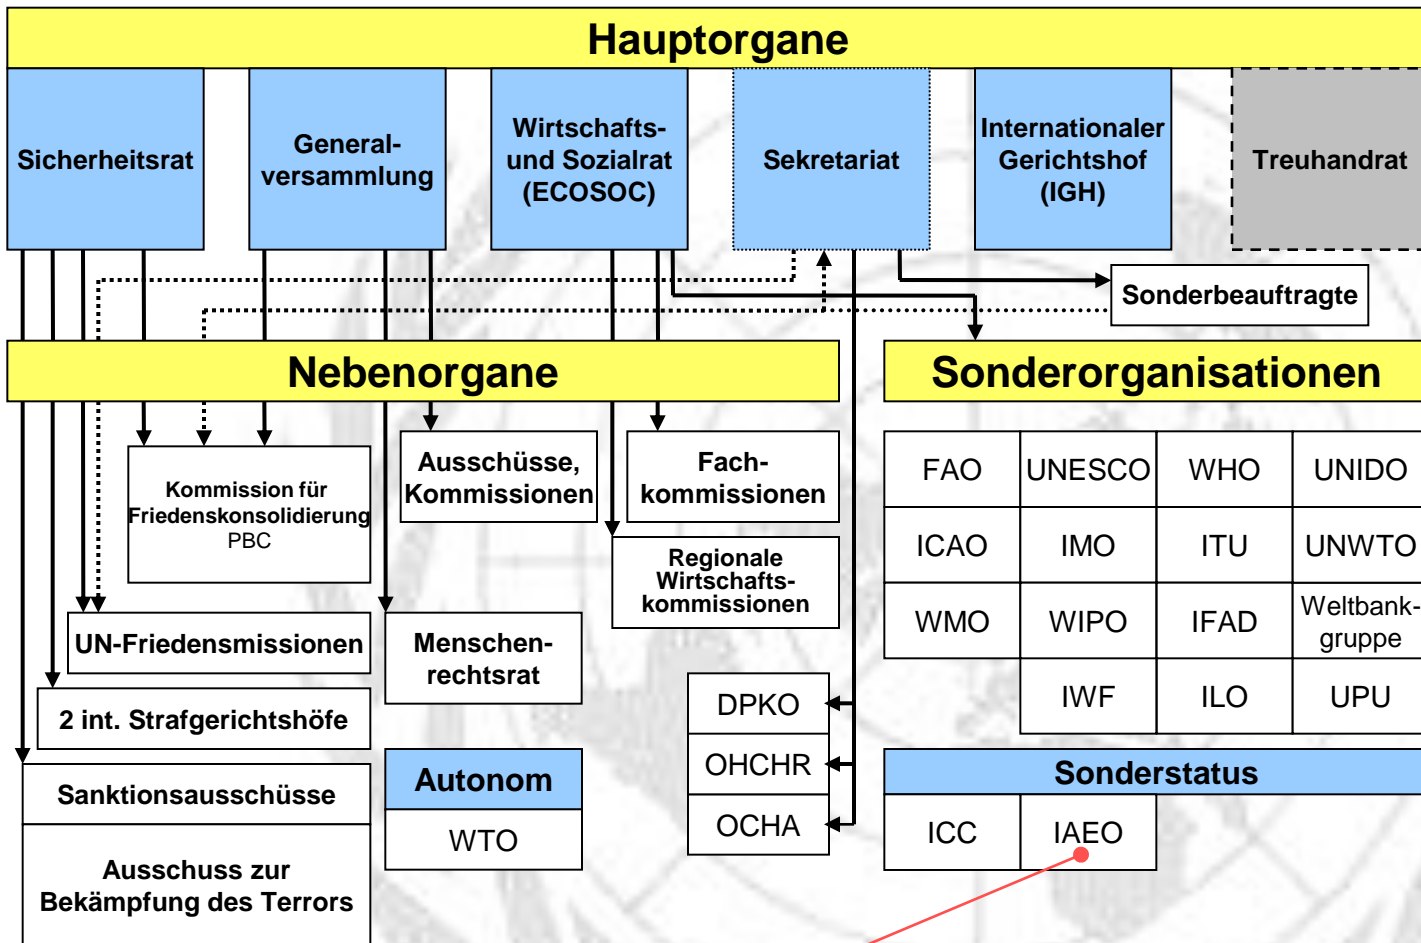 Hauptorgane
Sicherheitsrat
General-
versammlung
Wirtschafts-
und Sozialrat
(ECOSOC)
Sekretariat
Internationaler
Gerichtshof
(IGH)
Treuhandrat
Sonderbeauftragte
Nebenorgane
Sonderorganisationen
Kommission für
Friedenskonsolidierung
PBC
Ausschüsse,
Kommissionen
Fach-
kommissionen
Regionale
Wirtschafts-
kommissionen
UN-Friedensmissionen
Menschen-
rechtsrat
2 int. Strafgerichtshöfe
Sanktionsausschüsse
Ausschuss zur
Bekämpfung des Terrors
Autonom
WTO
DPKO
OHCHR
OCHA
FAO UNESCO WHO UNIDO
ICAO IMO ITU UNWTO
WMO WIPO IFAD Weltbank-
gruppe
IWF ILO UPU
Sonderstatus
ICC IAEO